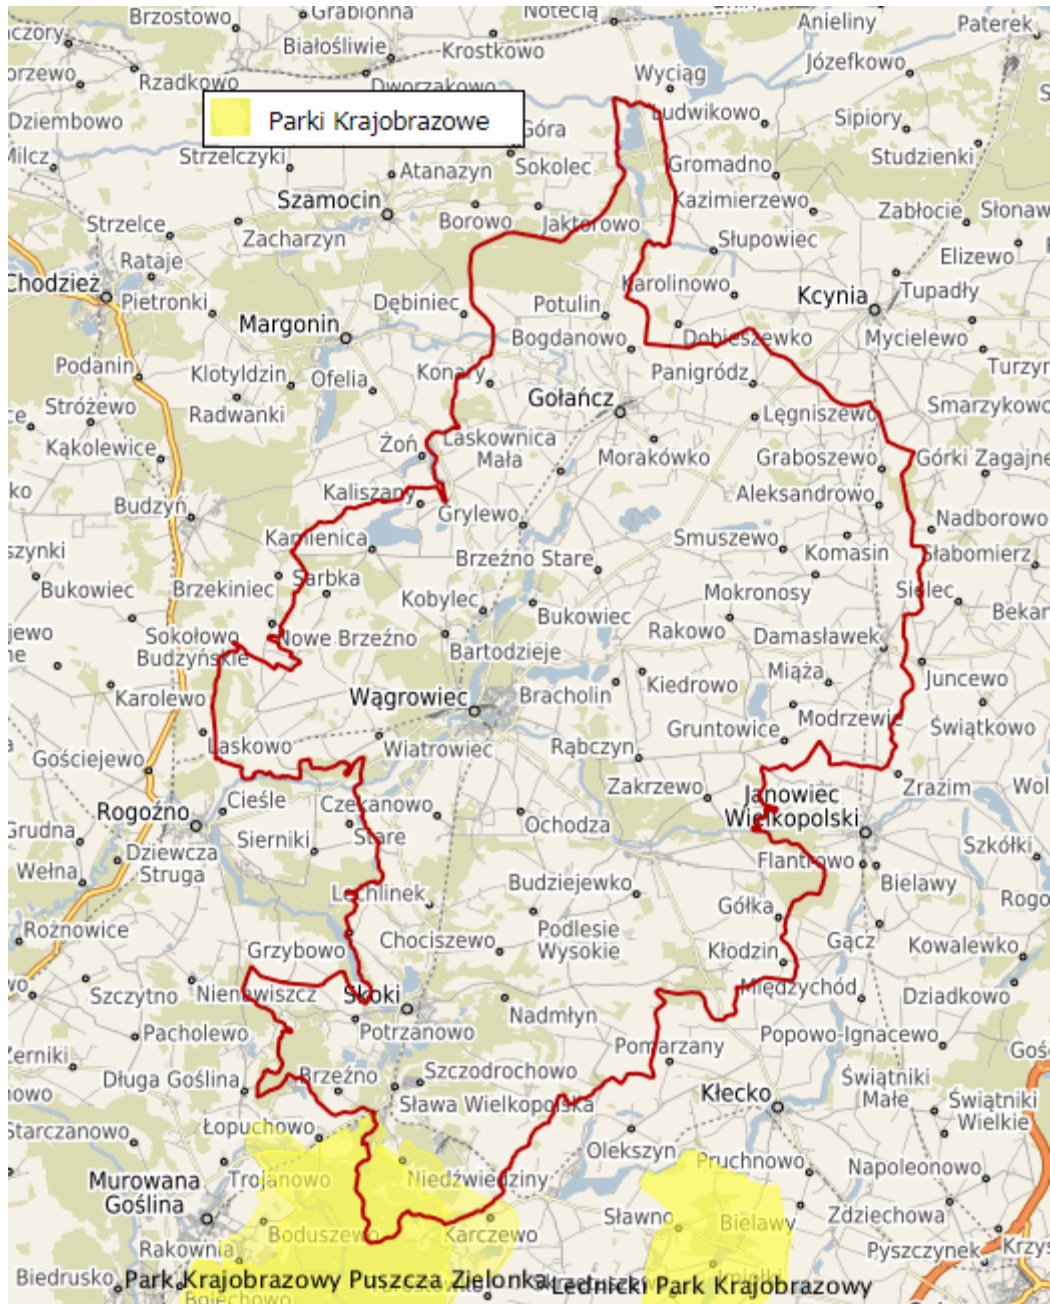 Brzostowo
Grabionna
Notecią
Anieliny
Paterek
Białośliwie
Krostkowo
Józefkowo
Rzadkowo
Wyciąg
Dworzakowo
Parki Krajobrazowe
Ludwikowo
Sipiory
Dziembowo
Góra
Milcz
Strzelczyki
Atanazyn
Sokolec
Gromadno
Studzienki
Szamocin
Kazimierzewo
Strzelce
Borowo
Jaktorowo
Zabłocie
Zacharzyn
Słupowiec
Elizewo
Rataje
Chodzież
Pietronki
Dębiniec
Potulin
Karolinowo
Kcynia
Tupadły
Margonin
Bogdanowo
Dobieszewko
Mycielewo
Podanin
Klotyldzin
Ofelia
Konary
Panigródz
Stróżewo
Radwanki
Gołańcz
Łęgniszewo
Kąkolewice
Żoń
Laskownica
Mała
Morakówko
Graboszewo
Budzyń
Kaliszany
Grylewo
Aleksandrowo
Nadborowo
Kamienica
Brzeźno Stare
Smuszewo
Komasin
Słabomierz
Bukowiec
Brzekiniec
Sarbka
Kobylec
Bukowiec
Mokronosy
Sielec
Sokołowo
Budzyńskie
Nowe Brzeźno
Bartodzieje
Rakowo
Damasławek
Karolewo
Wągrowiec
Bracholin
Kiedrowo
Miąża
Juncewo
Laskowo
Wiatrowiec
Rąbczyn
Gruntowice
Modrzewie
Świątkowo
Gościejewo
Zakrzewo
Janowiec
Wielkopolski
Zrazim
Rogoźno
Cieśle
Czekanowo
Ochodza
Sierniki
Stare
Flantrowo
Szkółki
Dziewcza
Struga
Wełna
Lechlinek
Budziejewko
Bielawy
Rożnowice
Grzybowo
Chociszewo
Podlesie
Wysokie
Gółka
Gącz
Kowalewko
Kłodzin
Szczytno
Nienawiszcz
Skoki
Nadmłyn
Międzychód
Dziadkowo
Pacholewo
Potrzanowo
Pomarzany
Popowo-Ignacewo
Długa Goślina
Brzeźno
Szczodrochowo
Kłecko
Świątniki
Małe
Świątniki
Wielkie
Sława Wielkopolska
Łopuchowo
Olekszyn
Murowana
Goślina
Trojanowo
Niedźwiedziny
Pruchnowo
Napoleonowo
Sławno
Bielawy
Zdziechowa
Boduszewo
Karczewo
Rakownia
Pyszczynek
Biedrusko
Park Krajobrazowy Puszcza Zielonka
Lednicki Park Krajobrazowy